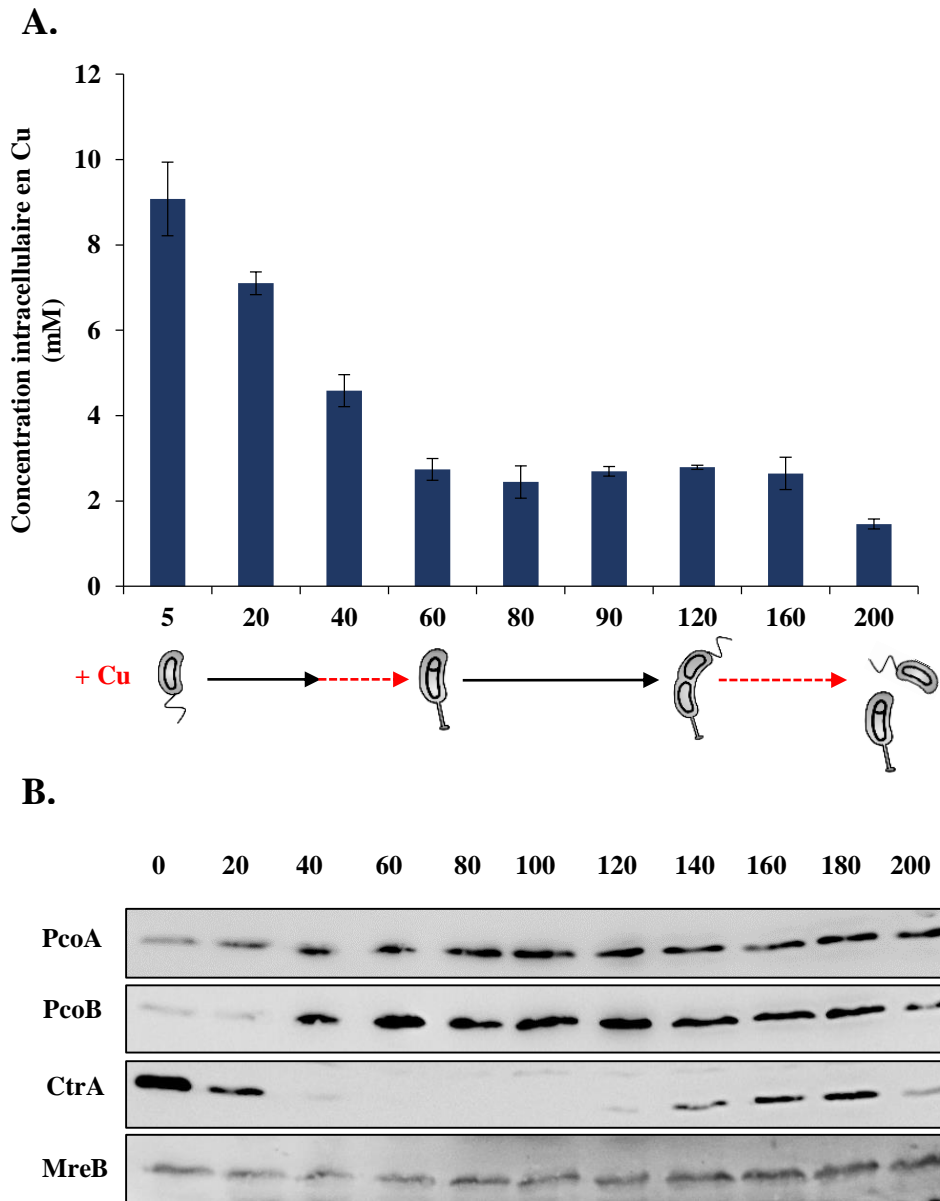 A.
Concentration intracellulaire en Cu
(mM)
12
10
8
6
4
2
0
5 20 40 60 80 90 120 160 200
+ Cu
B.
0 20 40 60 80 100 120 140 160 180 200
PcoA
PcoB
CtrA
MreB